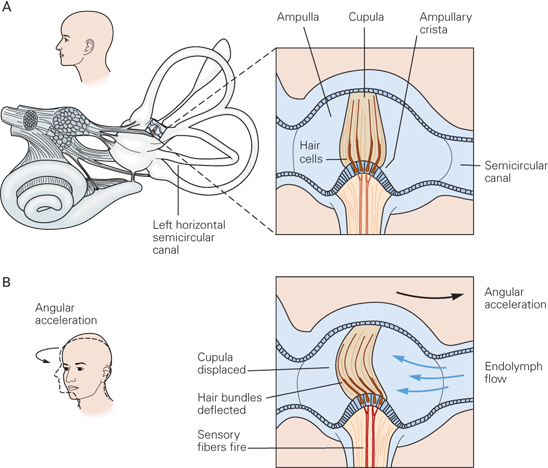 A
Ampulla
Cupula
Ampullary
crista
Hair
cells
Semicircular
canal
Left horizontal
semicircular
canal
B
Angular
acceleration
Angular
acceleration
Cupula
displaced
Endolymph
flow
Hair bundles
deflected
Sensory
fibers fire